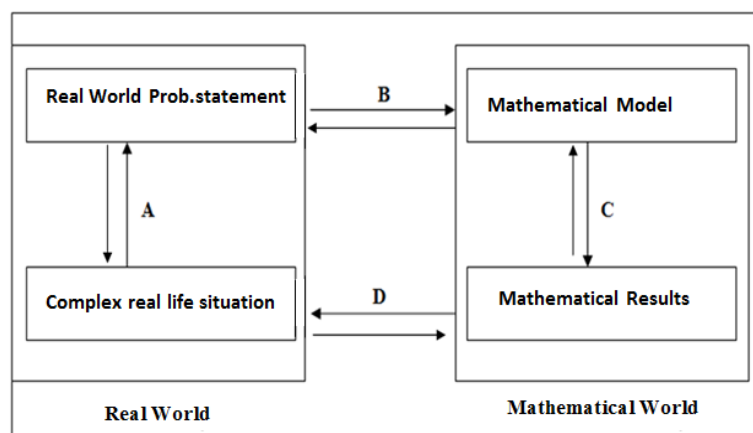 Real World Prob.statement
B
Mathematical Model
A
C
Complex real life situation
D
Mathematical Results
Real World
Mathematical World